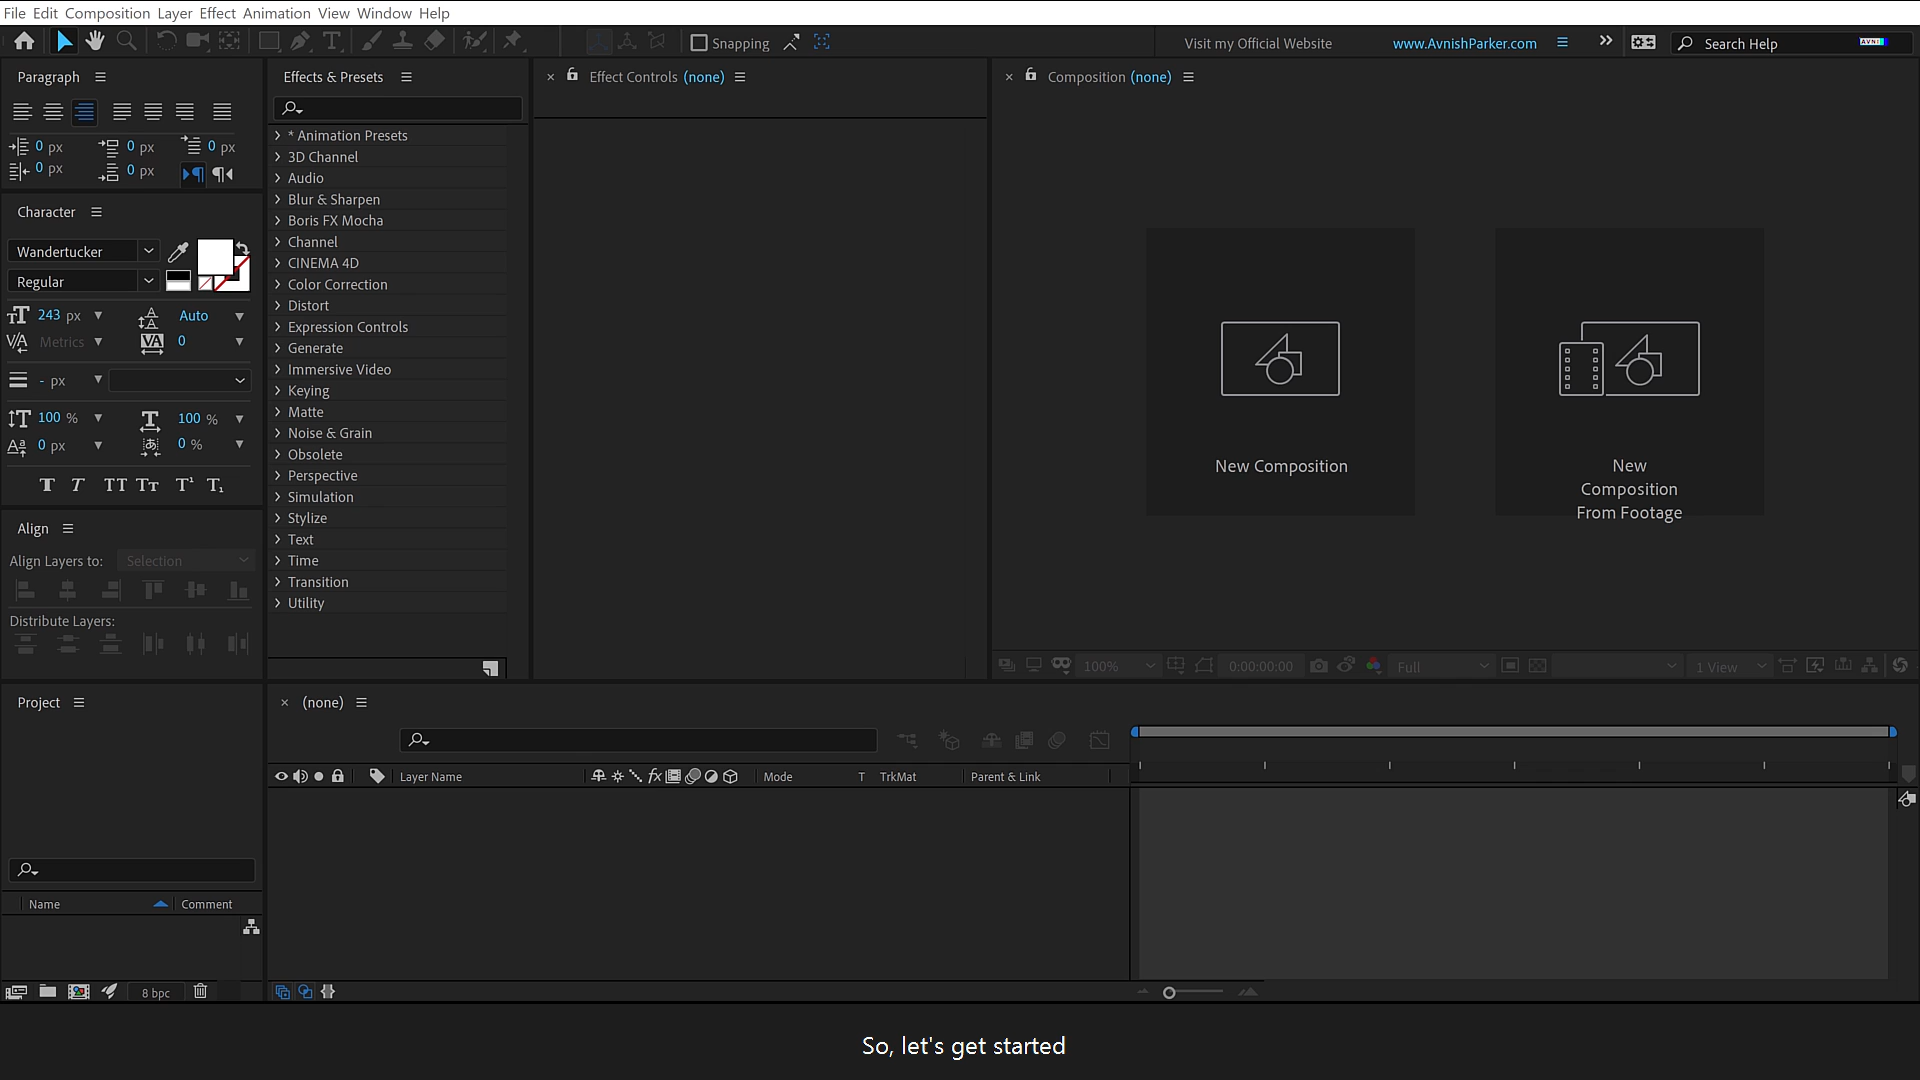 File Edit Composition Layer Effect Animation View Window Help
Snapping
Visit my Official Website
www.AvnishParker.com
Search Help
Paragraph
0 px
0 px
0 px
0 px
0 px
Character
Wandertucker
Regular
243 px
Auto
Metrics
0
- px
100 %
100 %
0 px
0 %
Align
Align Layers to: Selection
Distribute Layers:
Effects & Presets
* Animation Presets
3D Channel
Audio
Blur & Sharpen
Boris FX Mocha
Channel
CINEMA 4D
Color Correction
Distort
Expression Controls
Generate
Immersive Video
Keying
Matte
Noise & Grain
Obsolete
Perspective
Simulation
Stylize
Text
Time
Transition
Utility
Effect Controls (none)
Composition (none)
New Composition
New
Composition
From Footage
100%
0:00:00:00
Full
1 View
Project
Name
Comment
8 bpc
(none)
Layer Name
Mode
T
TrkMat
Parent & Link
So, let's get started